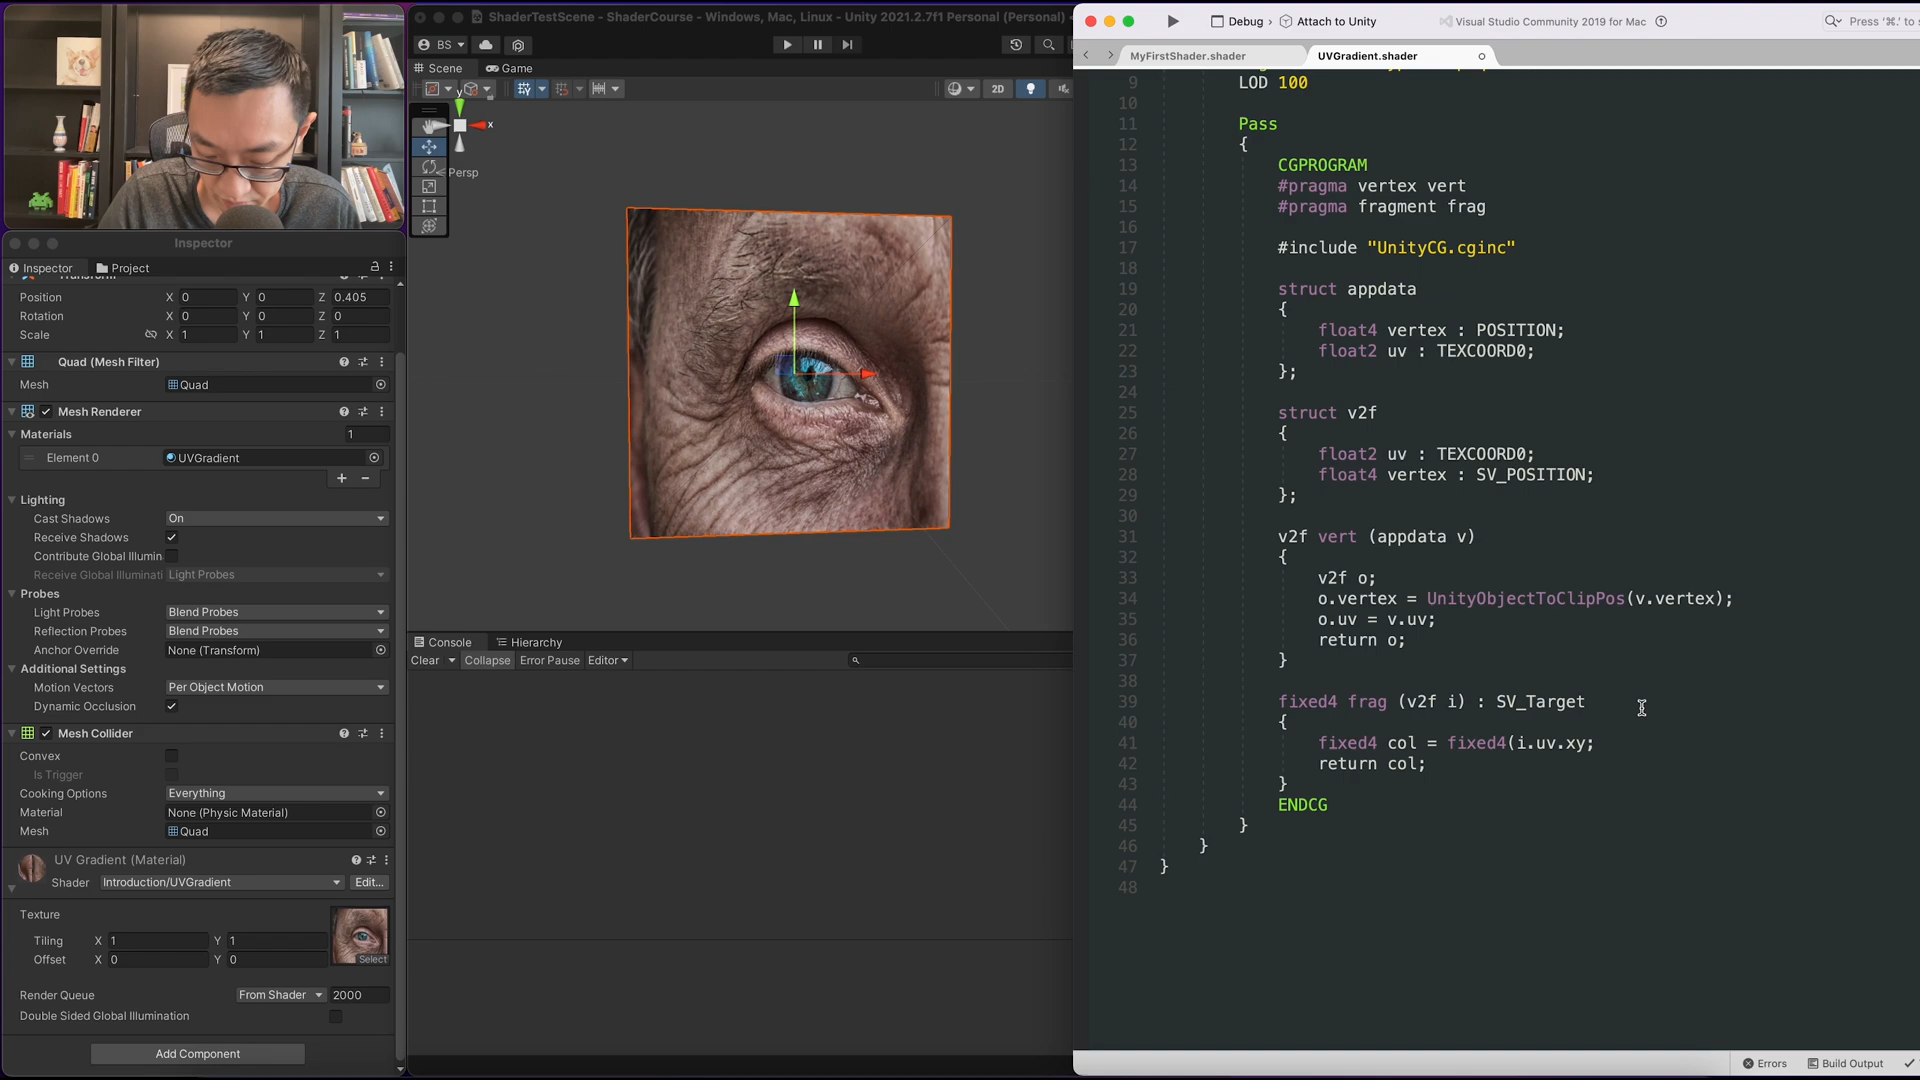 Inspector
Inspector
Project
Position
X
0
Y
0
Z
0.405
Rotation
X
0
Y
0
Z
0
Scale
X
1
Y
1
Z
1
Quad (Mesh Filter)
Mesh
Quad
Mesh Renderer
Materials
1
Element 0
UVGradient
+ -
Lighting
Cast Shadows
On
Receive Shadows
Contribute Global Illumin
Receive Global Illuminati
Light Probes
Probes
Light Probes
Blend Probes
Reflection Probes
Blend Probes
Anchor Override
None (Transform)
Additional Settings
Motion Vectors
Per Object Motion
Dynamic Occlusion
Mesh Collider
Convex
Is Trigger
Cooking Options
Everything
Material
None (Physic Material)
Mesh
Quad
UV Gradient (Material)
Shader
Introduction/UVGradient
Edit...
Texture
Tiling
X
1
Y
1
Offset
X
0
Y
0
Select
Render Queue
From Shader
2000
Double Sided Global Illumination
Add Component
ShaderTestScene - ShaderCourse - Windows, Mac, Linux - Unity 2021.2.7f1 Personal (Personal)
BS
Scene
Game
2D
y
x
Persp
Console
Hierarchy
Clear
Collapse
Error Pause
Editor
Debug
Attach to Unity
Visual Studio Community 2019 for Mac
Press '⌘.' to s
MyFirstShader.shader
UVGradient.shader
9 LOD 100
10
11 Pass
12 {
13 CGPROGRAM
14 #pragma vertex vert
15 #pragma fragment frag
16
17 #include "UnityCG.cginc"
18
19 struct appdata
20 {
21 float4 vertex : POSITION;
22 float2 uv : TEXCOORD0;
23 };
24
25 struct v2f
26 {
27 float2 uv : TEXCOORD0;
28 float4 vertex : SV_POSITION;
29 };
30
31 v2f vert (appdata v)
32 {
33 v2f o;
34 o.vertex = UnityObjectToClipPos(v.vertex);
35 o.uv = v.uv;
36 return o;
37 }
38
39 fixed4 frag (v2f i) : SV_Target
40 {
41 fixed4 col = fixed4(i.uv.xy;
42 return col;
43 }
44 ENDCG
45 }
46 }
47 }
48
Errors
Build Output